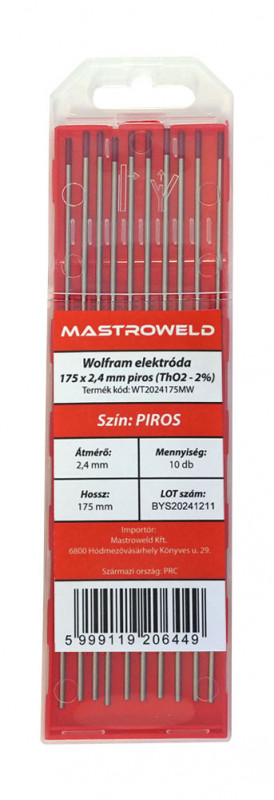 MASTROWELD
Wolfram elektróda
175 x 2,4 mm piros (ThO2 - 2%)
Termék kód: WT2024175MW
Szín: PIROS
Átmérő: Mennyiség:
2,4 mm 10 db
Hossz: LOT szám:
175 mm BYS20241211
Importőr:
Mastroweld Kft.
6800 Hódmezővásárhely Könyves u. 29.
Származi ország: PRC
5 999119 206449